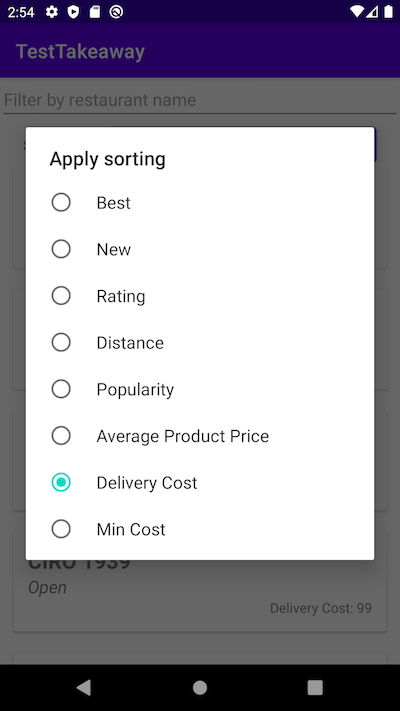 2:54
TestTakeaway
Filter by restaurant name
Apply sorting
Best
New
Rating
Distance
Popularity
Average Product Price
Delivery Cost
Min Cost
CIRO 1939
Open
Delivery Cost: 99